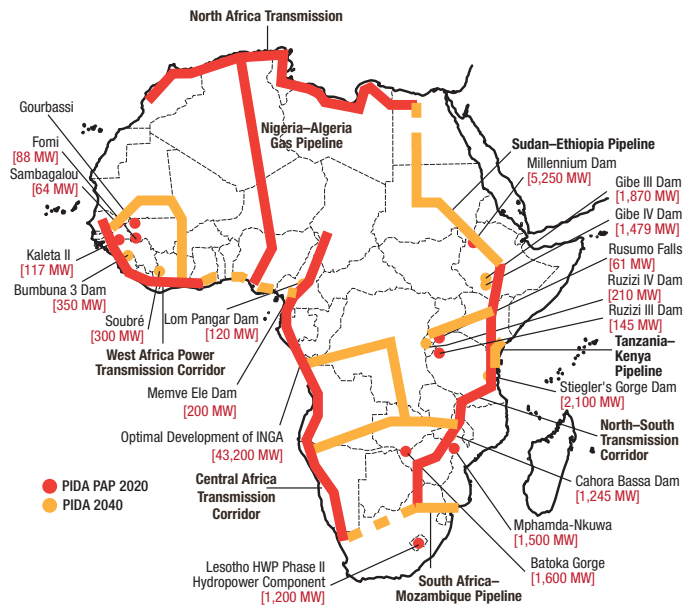 North Africa Transmission
Gourbassi
Fomi
[88 MW]
Sambagalou
[64 MW]
Kaleta II
[117 MW]
Bumbuna 3 Dam
[350 MW]
Soubré
[300 MW]
West Africa Power
Transmission Corridor
Nigeria–Algeria
Gas Pipeline
Lom Pangar Dam
[120 MW]
Memve Ele Dam
[200 MW]
Optimal Development of INGA
[43,200 MW]
Central Africa
Transmission
Corridor
PIDA PAP 2020
PIDA 2040
Lesotho HWP Phase II
Hydropower Component
[1,200 MW]
Sudan–Ethiopia Pipeline
Millennium Dam
[5,250 MW]
Gibe III Dam
[1,870 MW]
Gibe IV Dam
[1,479 MW]
Rusumo Falls
[61 MW]
Ruzizi IV Dam
[210 MW]
Ruzizi III Dam
[145 MW]
Tanzania–
Kenya
Pipeline
Stiegler's Gorge Dam
[2,100 MW]
North–South
Transmission
Corridor
Cahora Bassa Dam
[1,245 MW]
Mphamda-Nkuwa
[1,500 MW]
Batoka Gorge
[1,600 MW]
South Africa–
Mozambique Pipeline